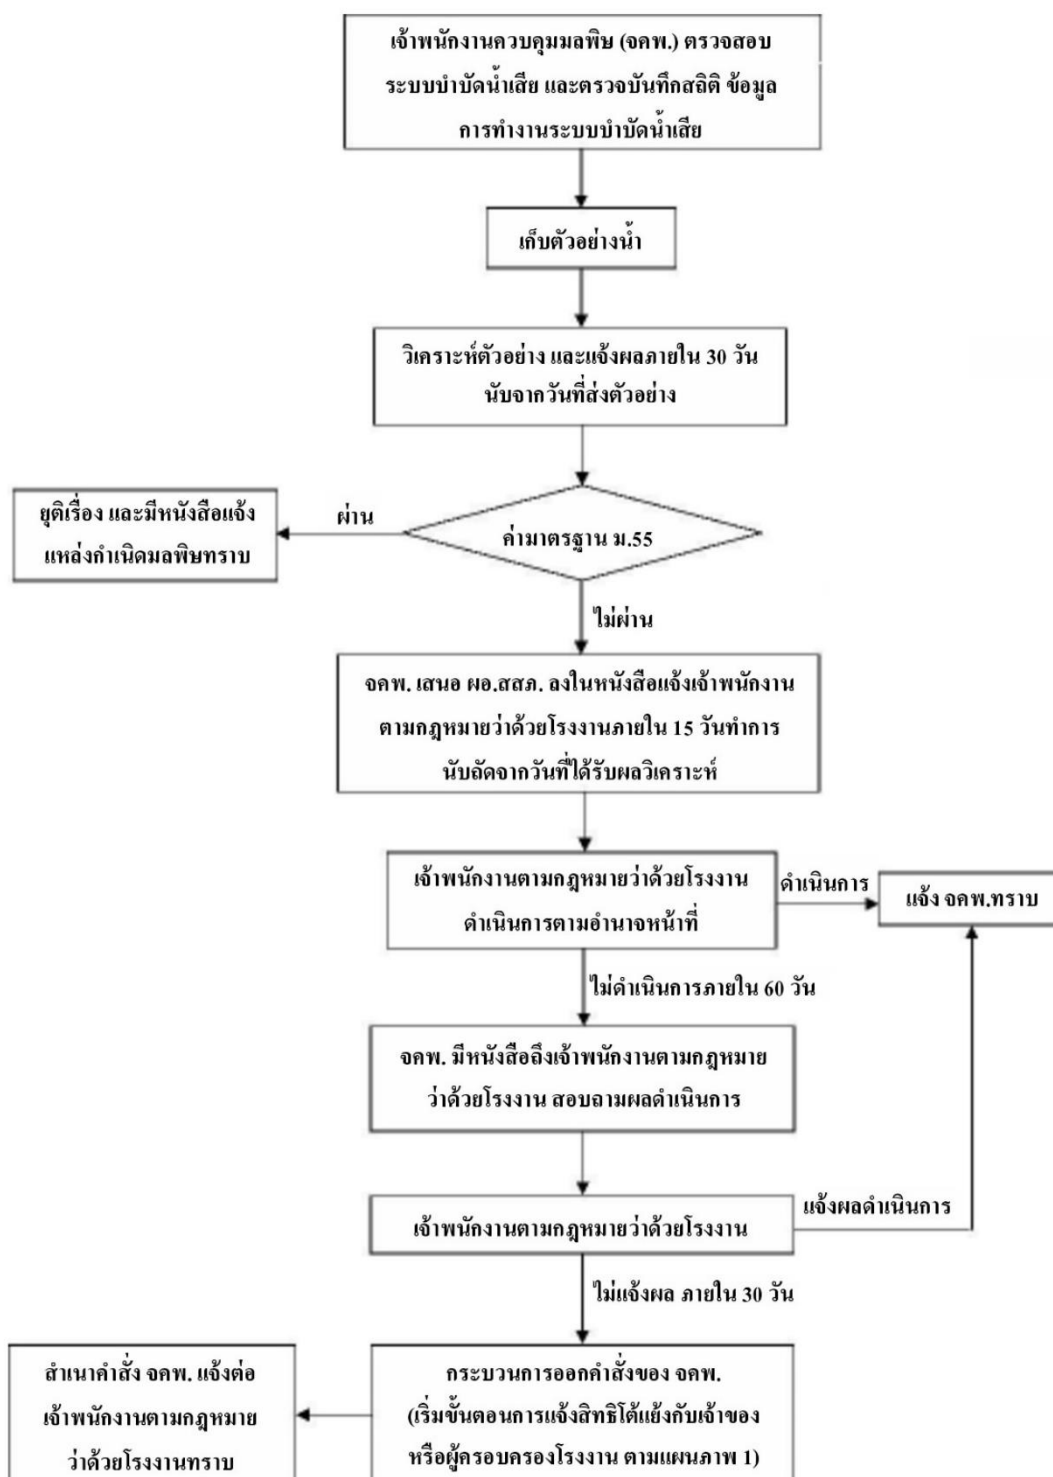 เจ้าพนักงานควบคุมมลพิษ (จคพ.) ตรวจสอบ
ระบบบำบัดน้ำเสีย และตรวจบันทึกสถิติ ข้อมูล
การทำงานระบบบำบัดน้ำเสีย
เก็บตัวอย่างน้ำ
วิเคราะห์ตัวอย่าง และแจ้งผลภายใน 30 วัน
นับจากวันที่ส่งตัวอย่าง
ยุติเรื่อง และมีหนังสือแจ้ง
แหล่งกำเนิดมลพิษทราบ
ผ่าน
ค่ามาตรฐาน ม.55
ไม่ผ่าน
จคพ. เสนอ ผอ.สสภ. ลงในหนังสือแจ้งเจ้าพนักงาน
ตามกฎหมายว่าด้วยโรงงานภายใน 15 วันทำการ
นับถัดจากวันที่ได้รับผลวิเคราะห์
เจ้าพนักงานตามกฎหมายว่าด้วยโรงงาน
ดำเนินการตามอำนาจหน้าที่
ดำเนินการ
แจ้ง จคพ.ทราบ
ไม่ดำเนินการภายใน 60 วัน
จคพ. มีหนังสือถึงเจ้าพนักงานตามกฎหมาย
ว่าด้วยโรงงาน สอบถามผลดำเนินการ
เจ้าพนักงานตามกฎหมายว่าด้วยโรงงาน
แจ้งผลดำเนินการ
ไม่แจ้งผล ภายใน 30 วัน
สำเนาคำสั่ง จคพ. แจ้งต่อ
เจ้าพนักงานตามกฎหมาย
ว่าด้วยโรงงานทราบ
กระบวนการออกคำสั่งของ จคพ.
(เริ่มขั้นตอนการแจ้งสิทธิโต้แย้งกับเจ้าของ
หรือผู้ครอบครองโรงงาน ตามแผนภาพ 1)